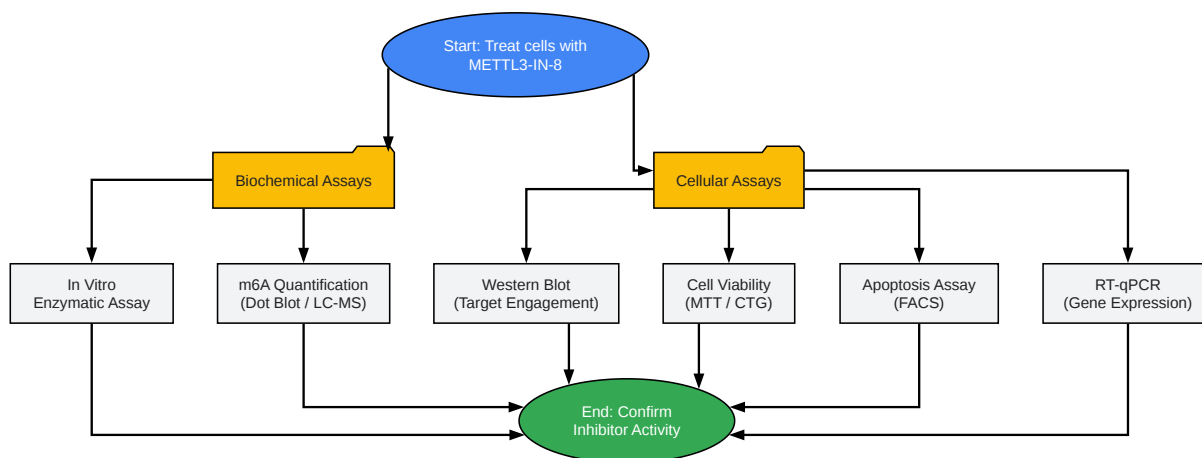 Start: Treat cells with
METTL3-IN-8
Biochemical Assays
Cellular Assays
In Vitro
Enzymatic Assay
m6A Quantification
(Dot Blot / LC-MS)
Western Blot
(Target Engagement)
Cell Viability
(MTT / CTG)
Apoptosis Assay
(FACS)
RT-qPCR
(Gene Expression)
End: Confirm
Inhibitor Activity